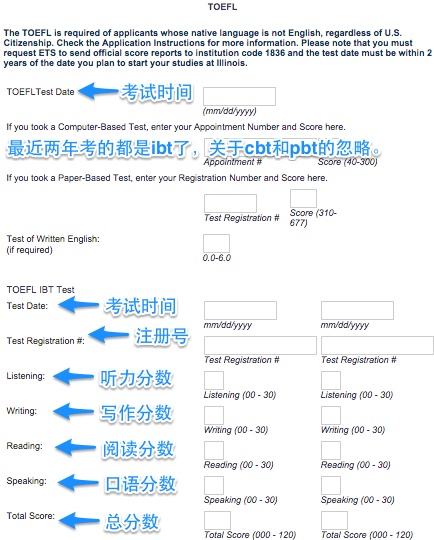 TOEFL
The TOEFL is required of applicants whose native language is not English, regardless of U.S.
Citizenship. Check the Application Instructions for more information. Please note that you must
request ETS to send official score reports to institution code 1836 and the test date must be within 2
years of the date you plan to start your studies at Illinois.
TOEFLTest Date 考试时间
(mm/dd/yyyy)
If you took a Computer-Based Test, enter your Appointment Number and Score here.
最近两年考的都是ibt了，关于cbt和pbt的忽略。
Appointment # Score (40-300)
If you took a Paper-Based Test, enter your Registration Number and Score here.
Test Registration # Score (310-
677)
Test of Written English:
(if required)
0.0-6.0
TOEFL IBT Test
Test Date: 考试时间
mm/dd/yyyy mm/dd/yyyy
Test Registration #: 注册号
Test Registration # Test Registration #
Listening: 听力分数
Listening (00 - 30) Listening (00 - 30)
Writing: 写作分数
Writing (00 - 30) Writing (00 - 30)
Reading: 阅读分数
Reading (00 - 30) Reading (00 - 30)
Speaking: 口语分数
Speaking (00 - 30) Speaking (00 - 30)
Total Score: 总分数
Total Score (000 - 120) Total Score (000 - 120)